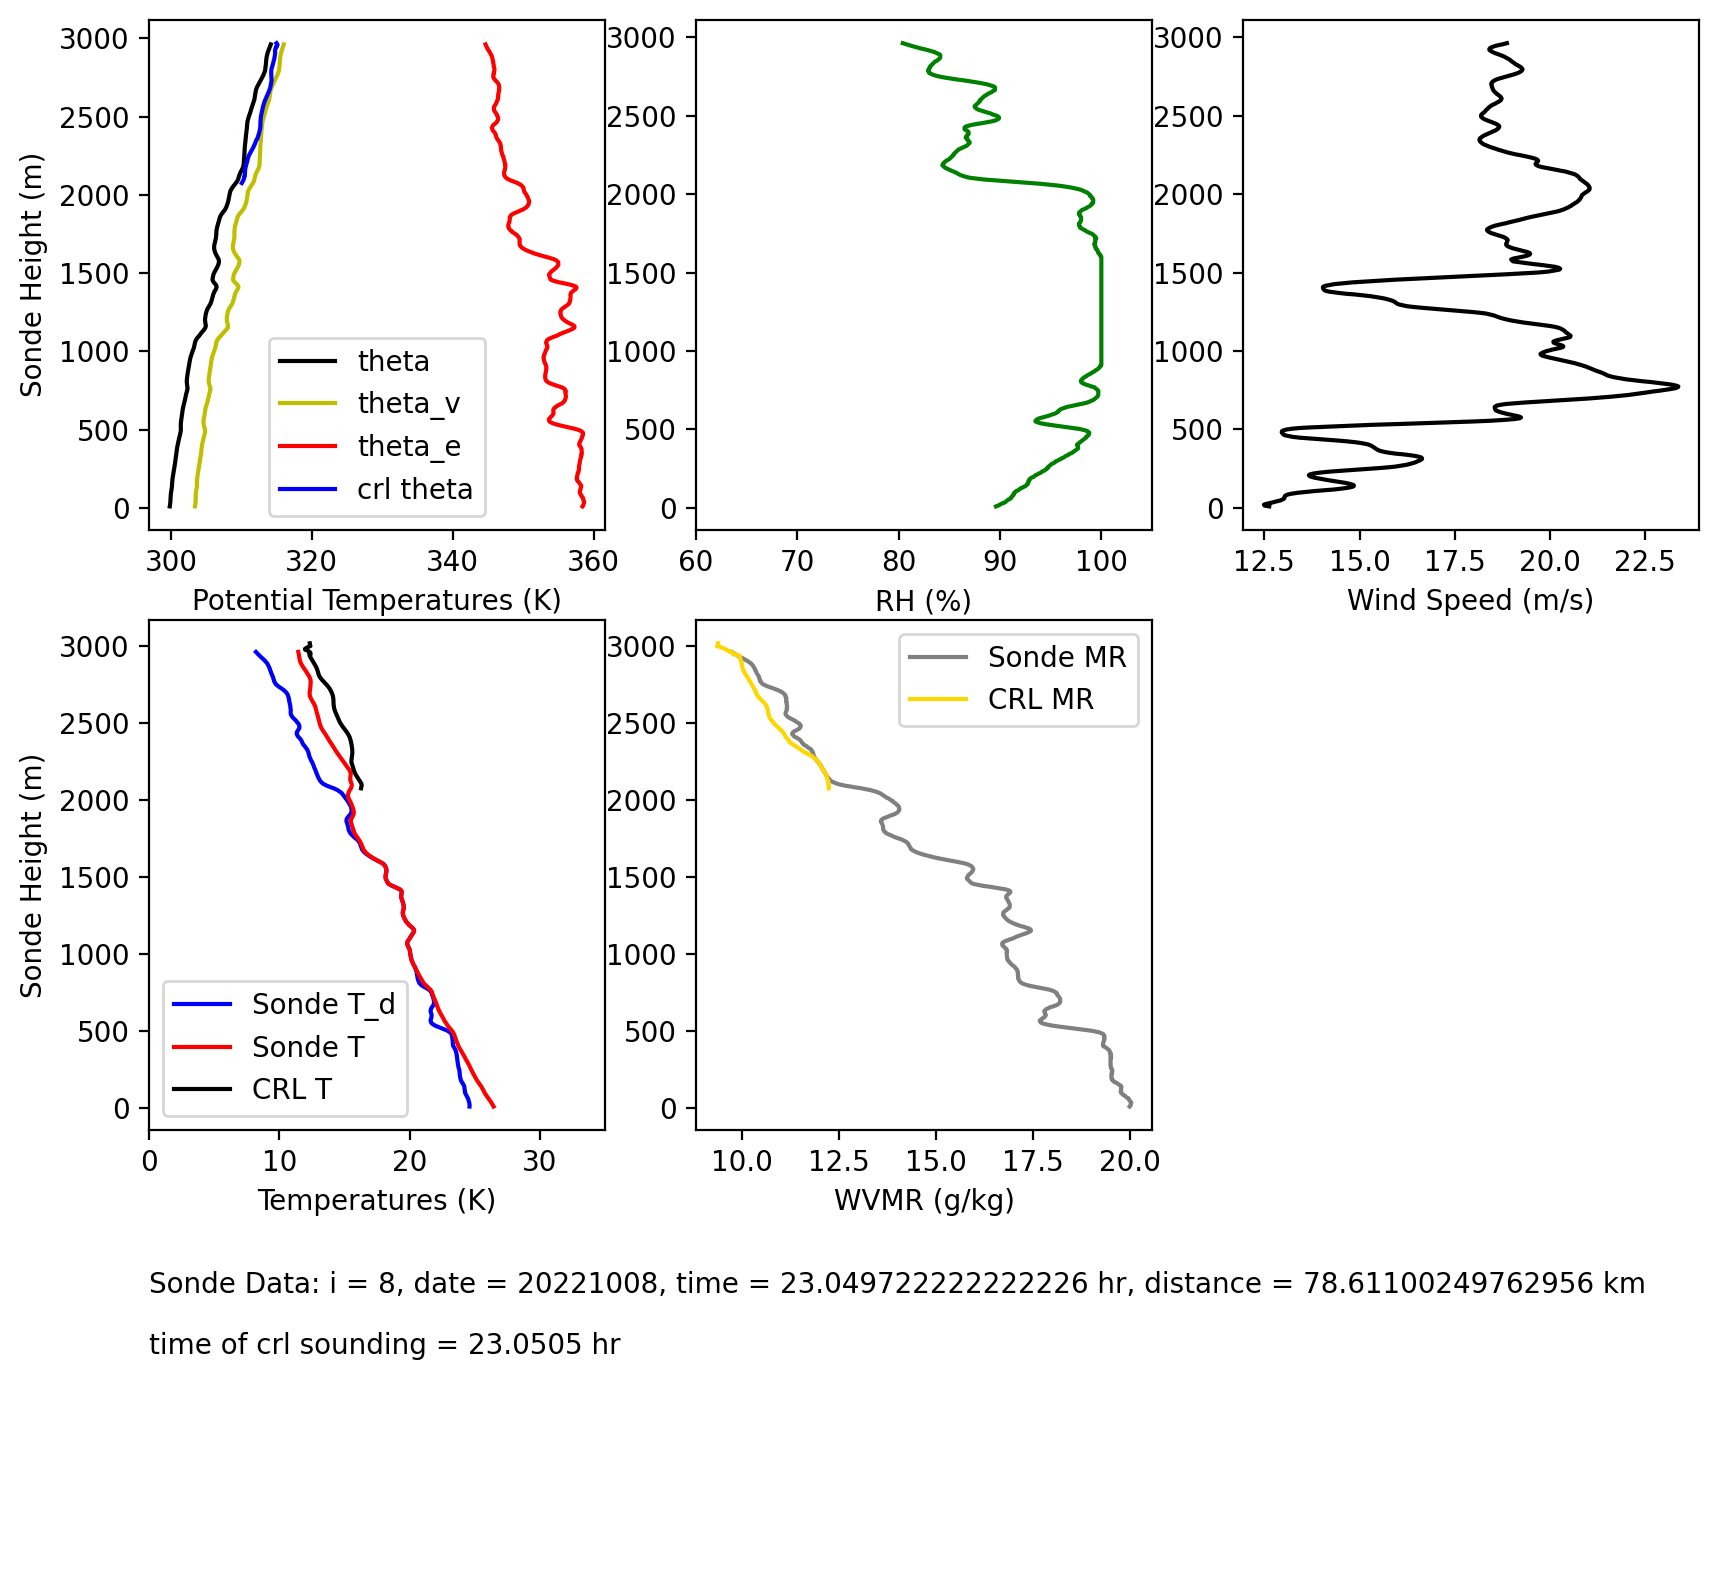 3000
2500
2000
1500
1000
500
0
Sonde Height (m)
theta
theta_v
theta_e
crl theta
300 320 340 360
Potential Temperatures (K)
3000
2500
2000
1500
1000
500
0
60 70 80 90 100
RH (%)
3000
2500
2000
1500
1000
500
0
12.5 15.0 17.5 20.0 22.5
Wind Speed (m/s)
3000
2500
2000
1500
1000
500
0
Sonde Height (m)
Sonde T_d
Sonde T
CRL T
0 10 20 30
Temperatures (K)
3000
2500
2000
1500
1000
500
0
Sonde MR
CRL MR
10.0 12.5 15.0 17.5 20.0
WVMR (g/kg)
Sonde Data: i = 8, date = 20221008, time = 23.049722222222226 hr, distance = 78.61100249762956 km
time of crl sounding = 23.0505 hr